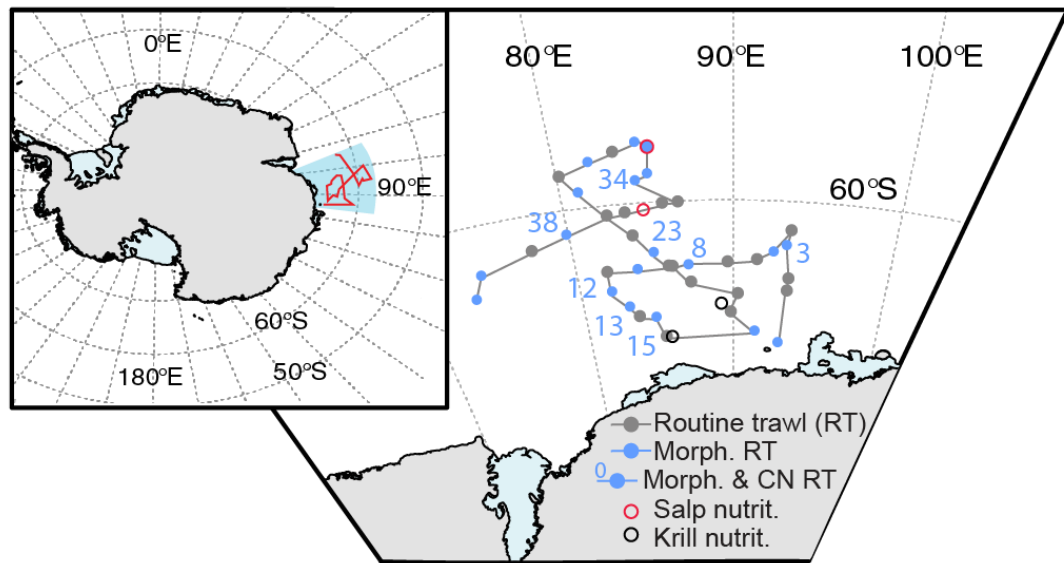 0°E
90°E
60°S
50°S
180°E
80°E
90°E
100°E
60°S
34
38
23
8
3
12
13
15
Routine trawl (RT)
Morph. RT
0
Morph. & CN RT
Salp nutrit.
Krill nutrit.